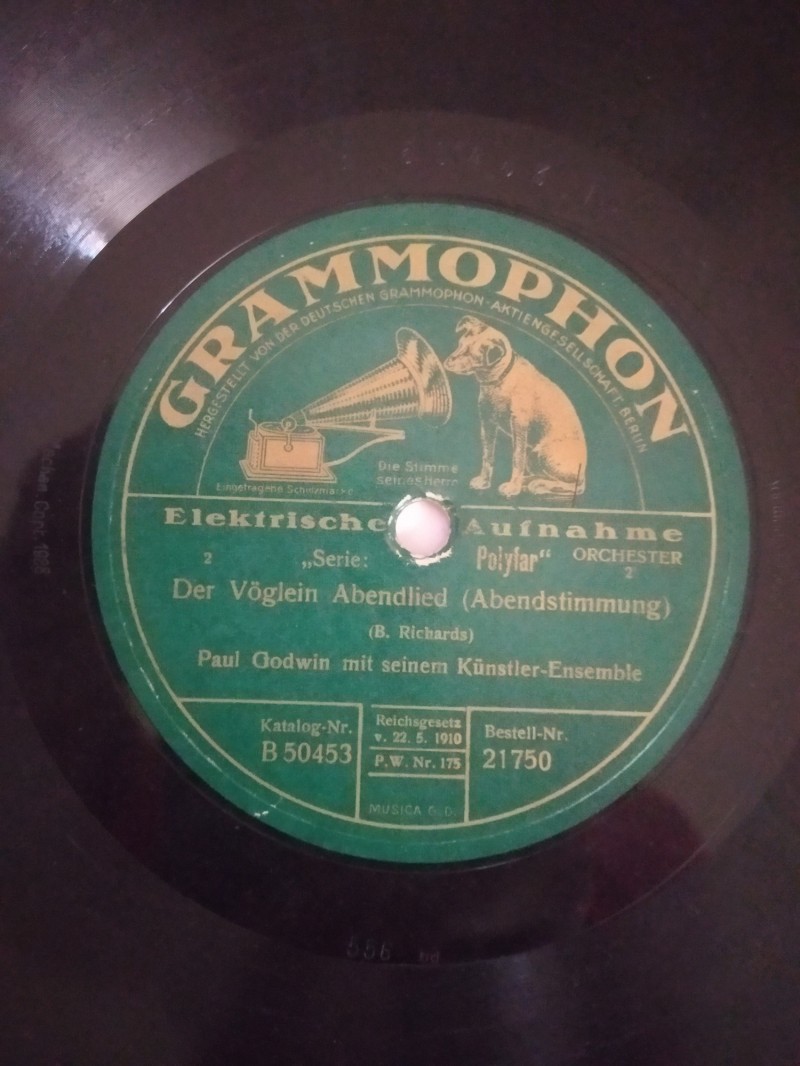 GRAMMOPHON
HERGESTELLT VON DER DEUTSCHEN GRAMMOPHON-AKTIENGESELLSCHAFT, BERLIN
Die Stimme
seines Herrn
Eingetragene Schutzmarke
Elektrische Aufnahme
2 „Serie: Polyfar“ ORCHESTER
2
Der Vöglein Abendlied (Abendstimmung)
(B. Richards)
Paul Godwin mit seinem Künstler-Ensemble
Katalog-Nr.
B 50453
Reichsgesetz
v. 22. 5. 1910
P.W. Nr. 175
Bestell-Nr.
21750
MUSICA G.D.
556